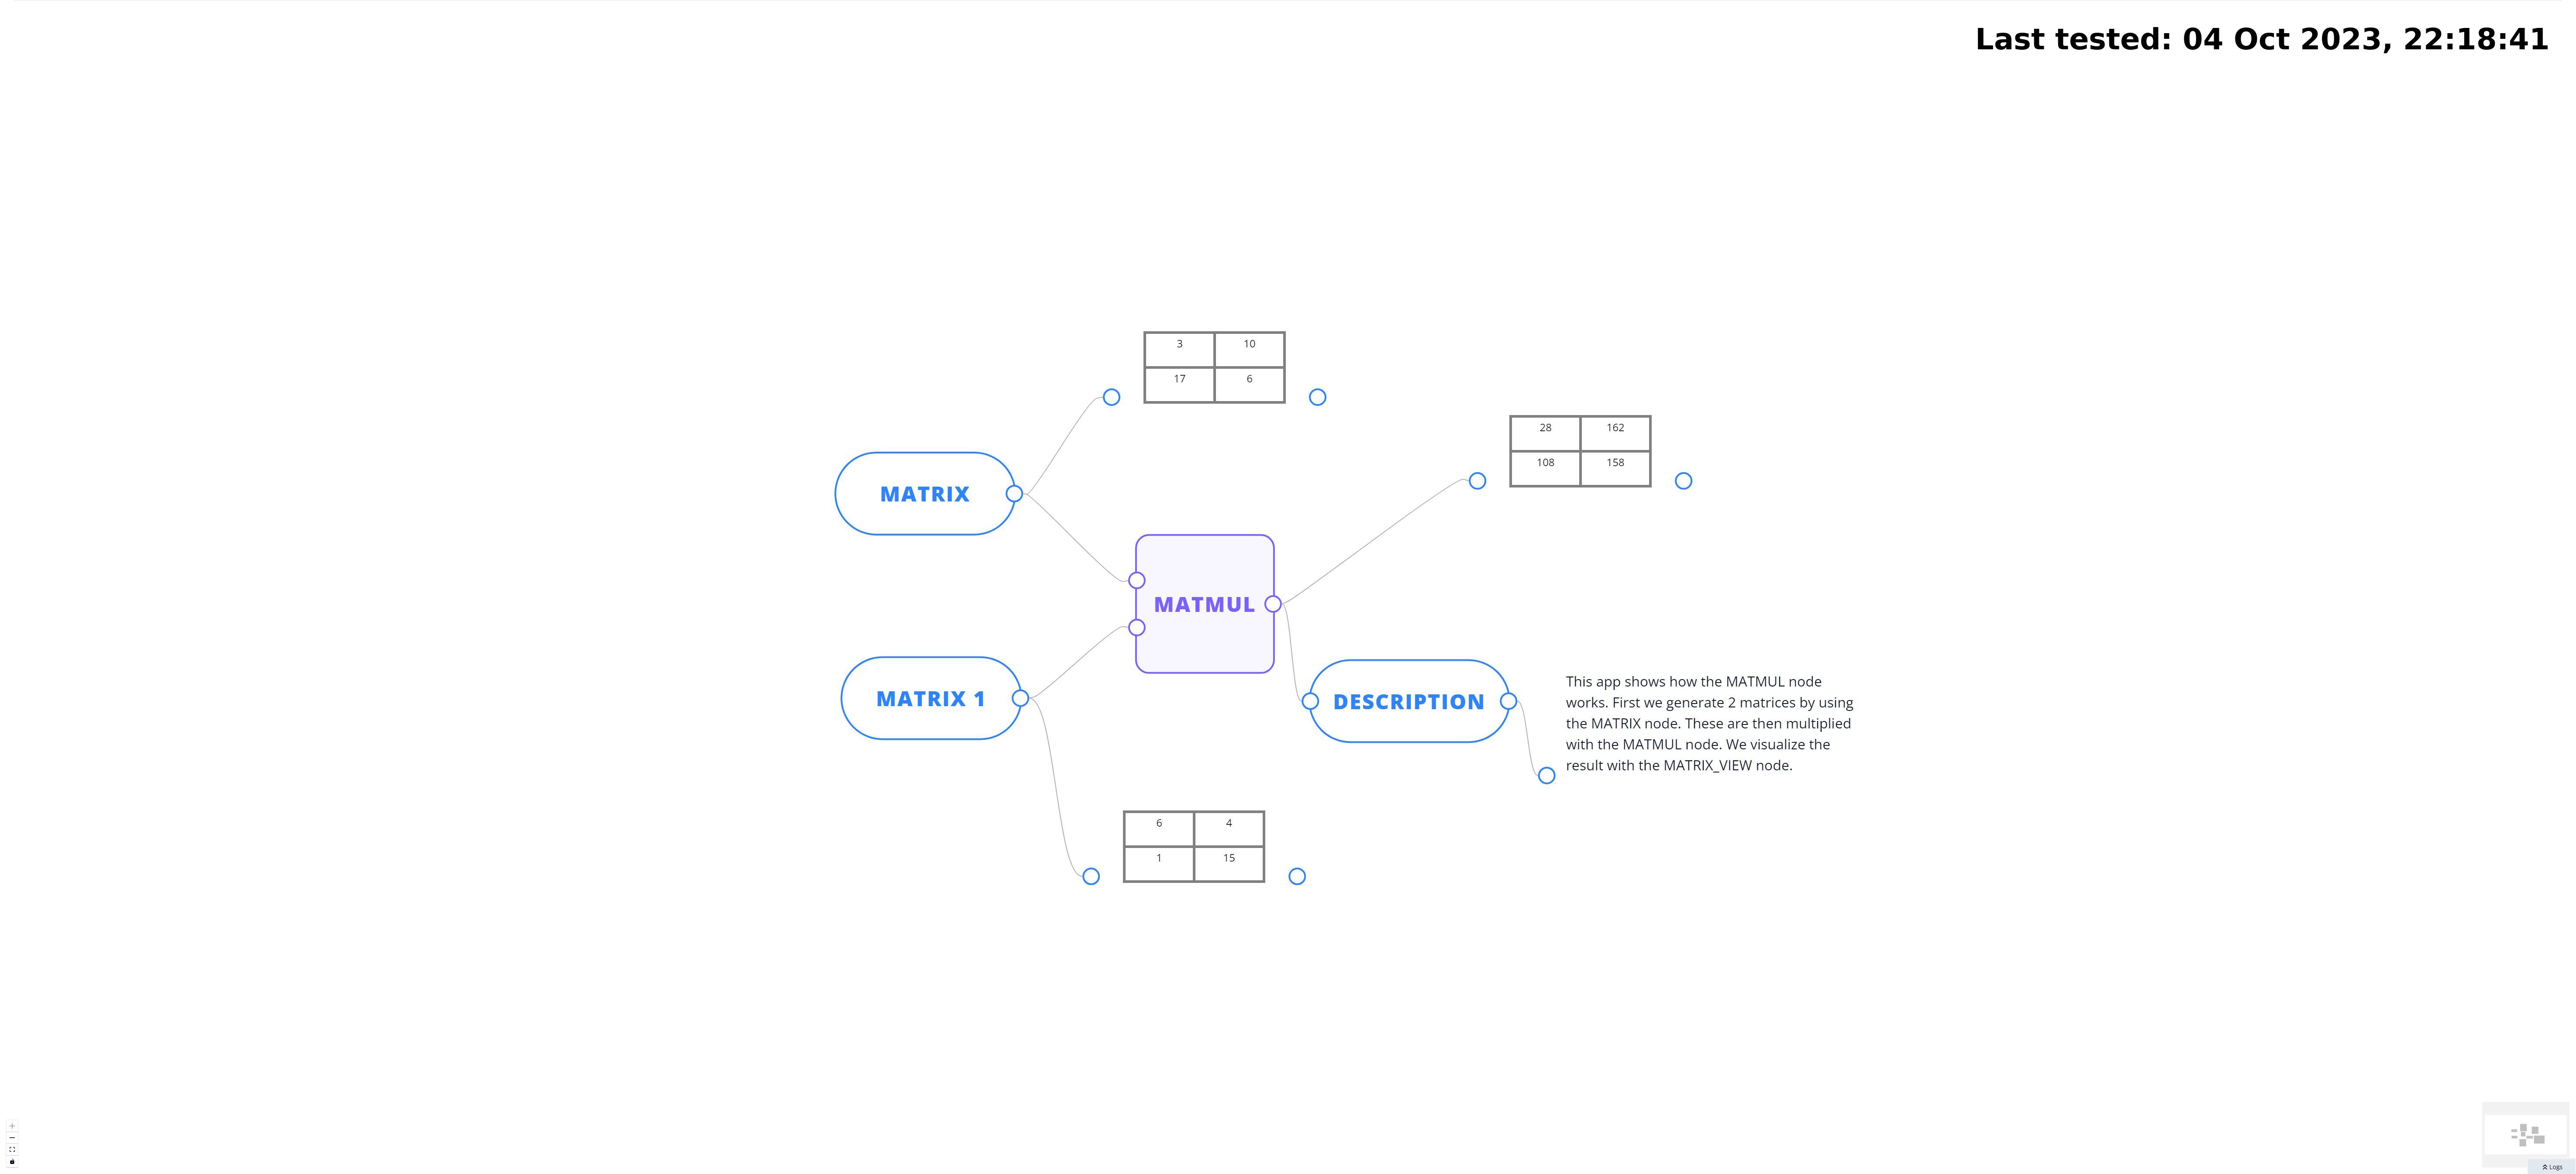 Last tested: 04 Oct 2023, 22:18:41
3 10
17 6
28 162
108 158
MATRIX
MATMUL
MATRIX 1
DESCRIPTION
This app shows how the MATMUL node
works. First we generate 2 matrices by using
the MATRIX node. These are then multiplied
with the MATMUL node. We visualize the
result with the MATRIX_VIEW node.
6 4
1 15
Logs